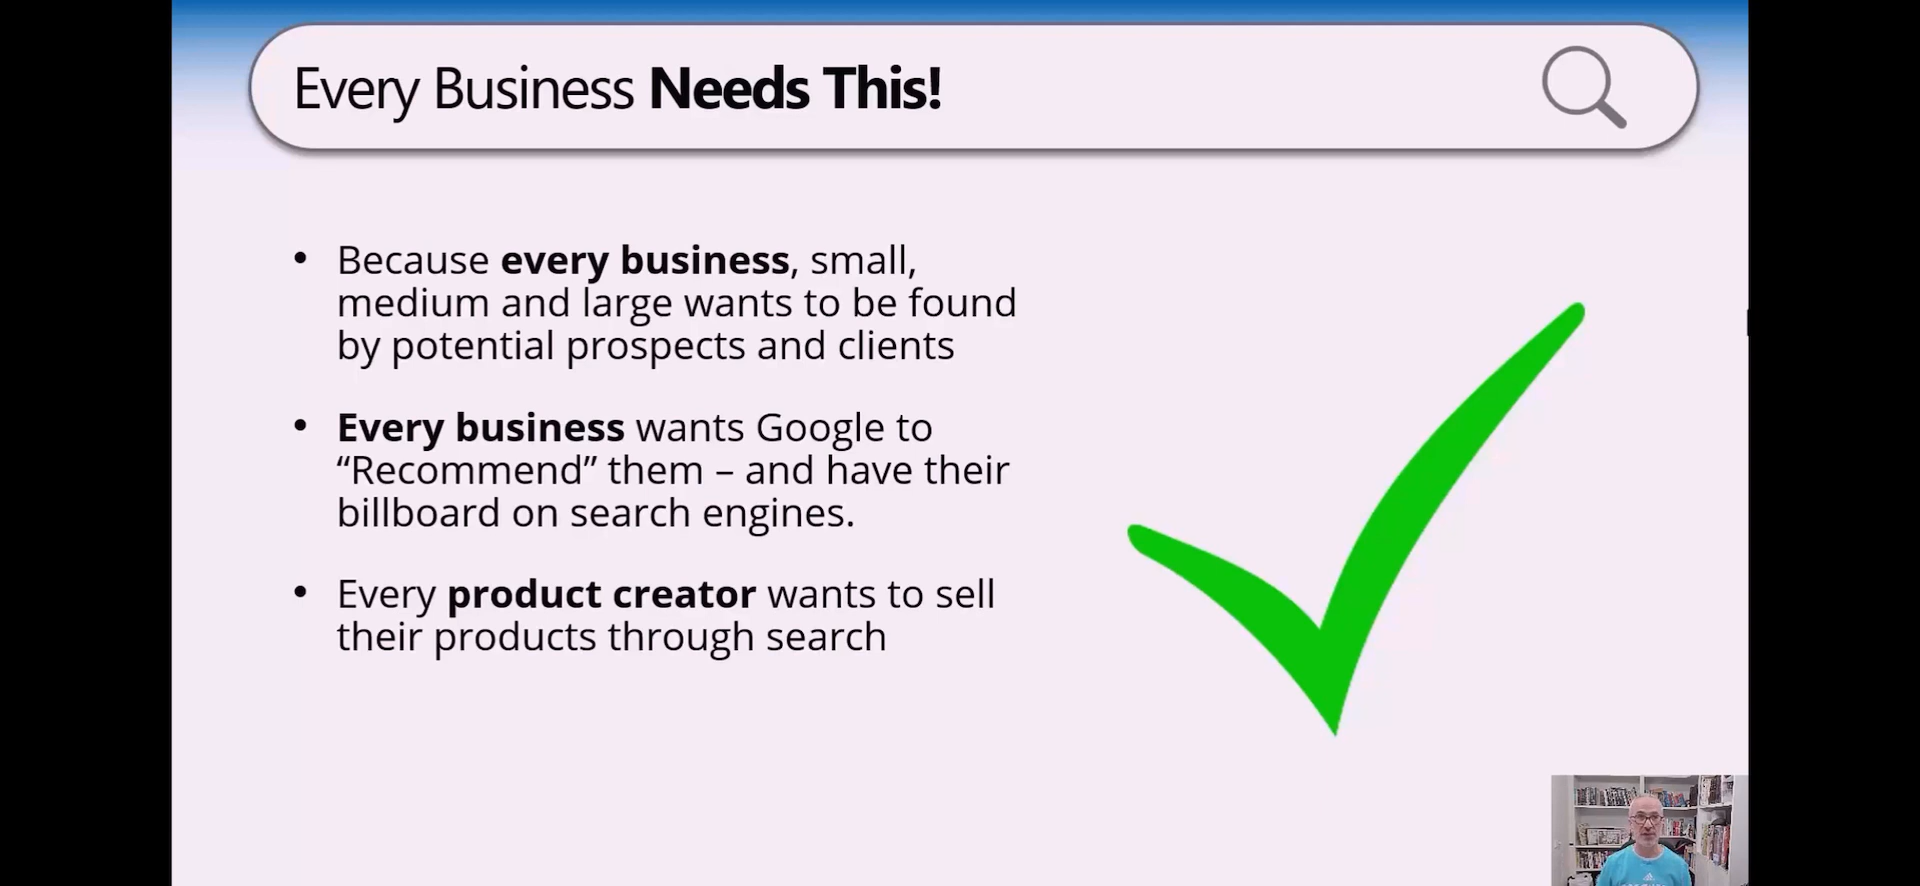 Every Business Needs This!
• Because every business, small,
medium and large wants to be found
by potential prospects and clients
• Every business wants Google to
“Recommend” them – and have their
billboard on search engines.
• Every product creator wants to sell
their products through search